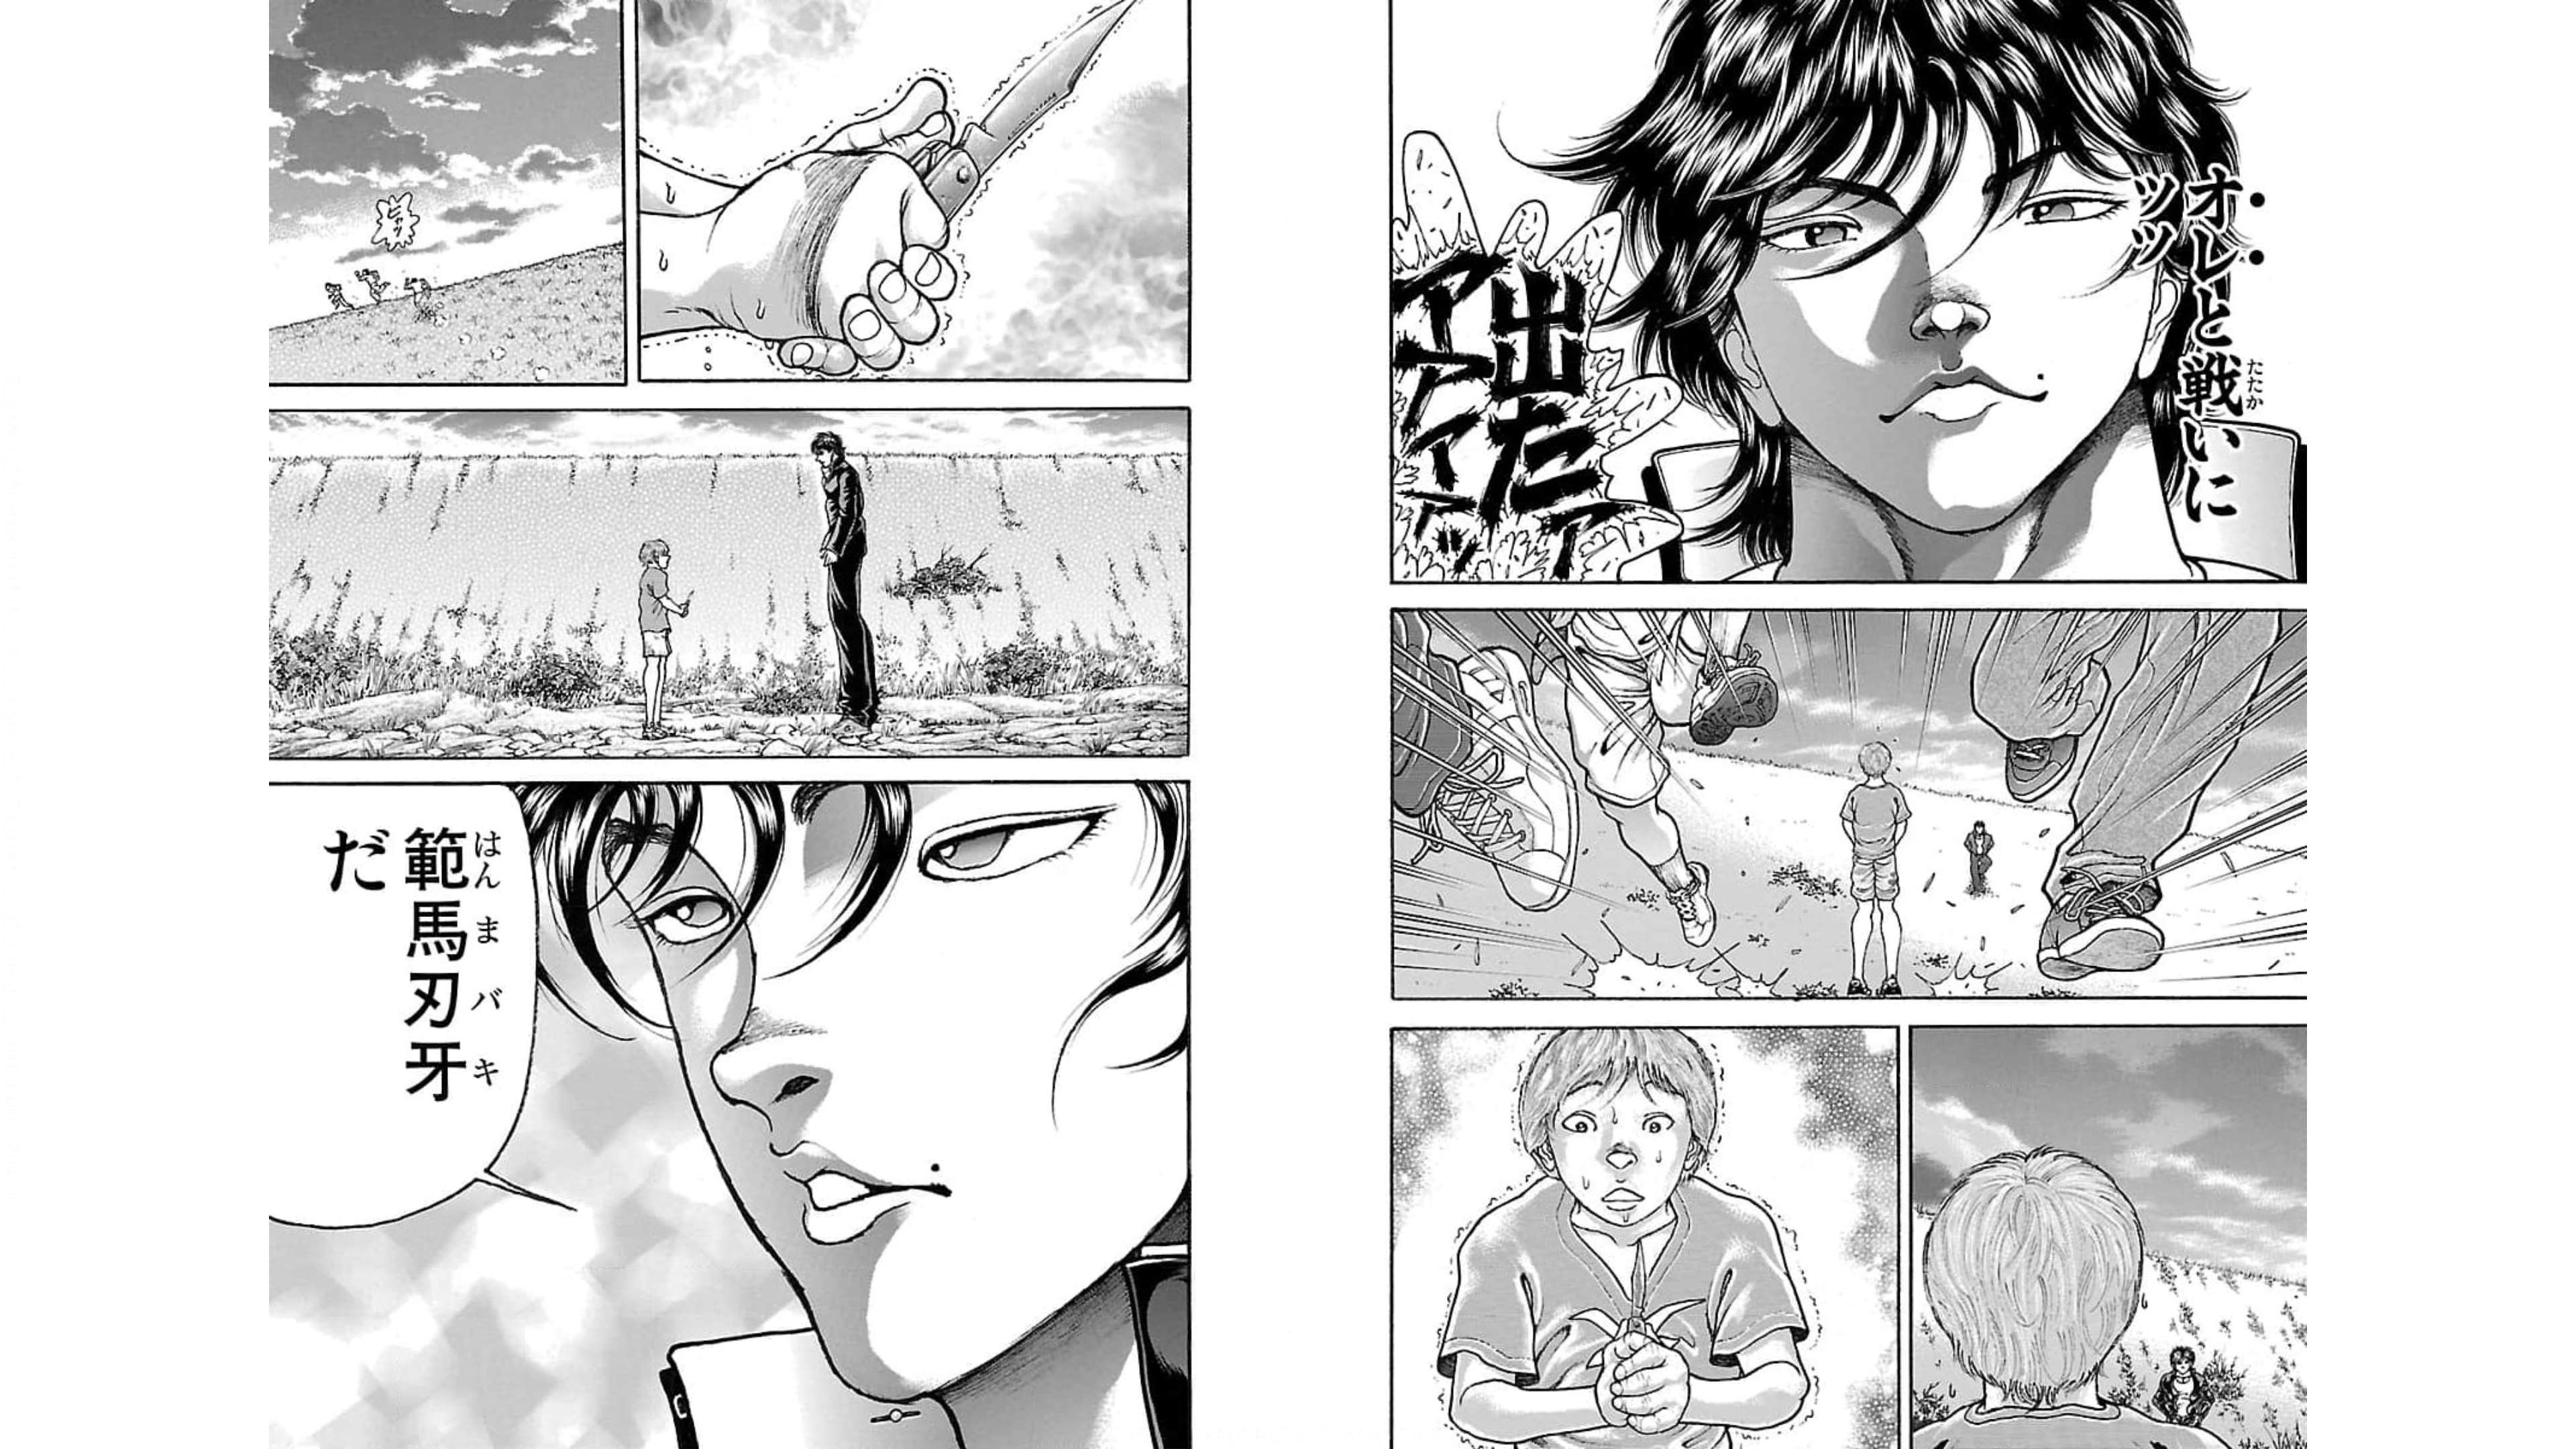 オレと戦いに
たたか
ッッ
出たァ
範馬刃牙
はんまバキ
だ